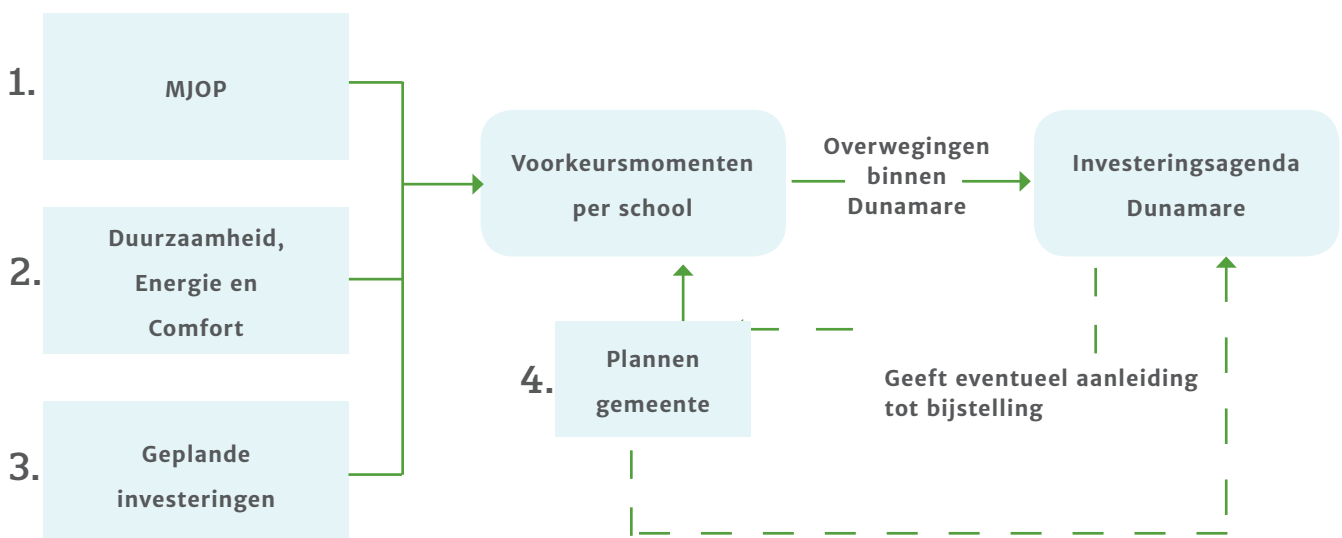 1.
MJOP
2.
Duurzaamheid,
Energie en
Comfort
3.
Geplande
investeringen
Voorkeursmomenten
per school
Overwegingen
binnen
Dunamare
Investeringsagenda
Dunamare
4.
Plannen
gemeente
Geeft eventueel aanleiding
tot bijstelling